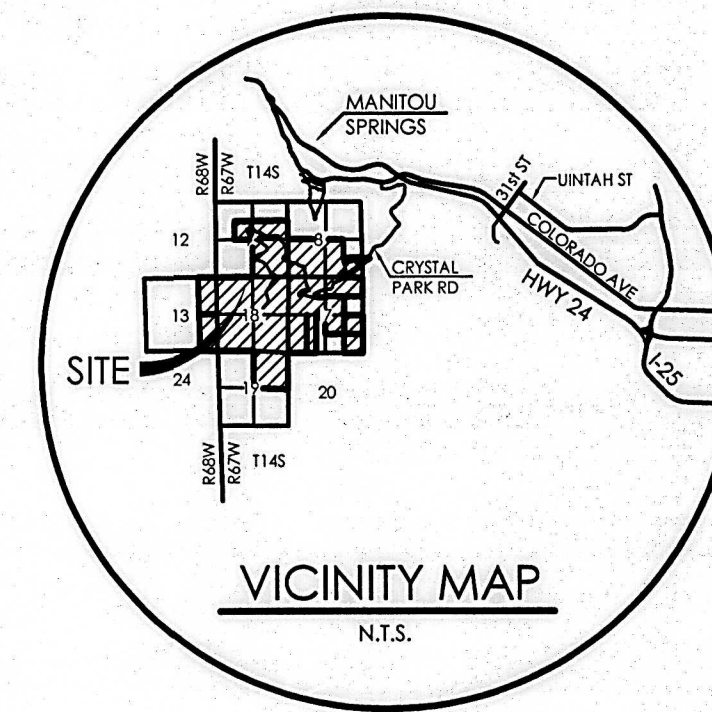 MANITOU
SPRINGS
R68W
R67W
T14S
31st ST
UINTAH ST
COLORADO AVE
HWY 24
I-25
12
8
CRYSTAL
PARK RD
13
18
SITE
24
19
20
R68W
R67W
T14S
VICINITY MAP
N.T.S.